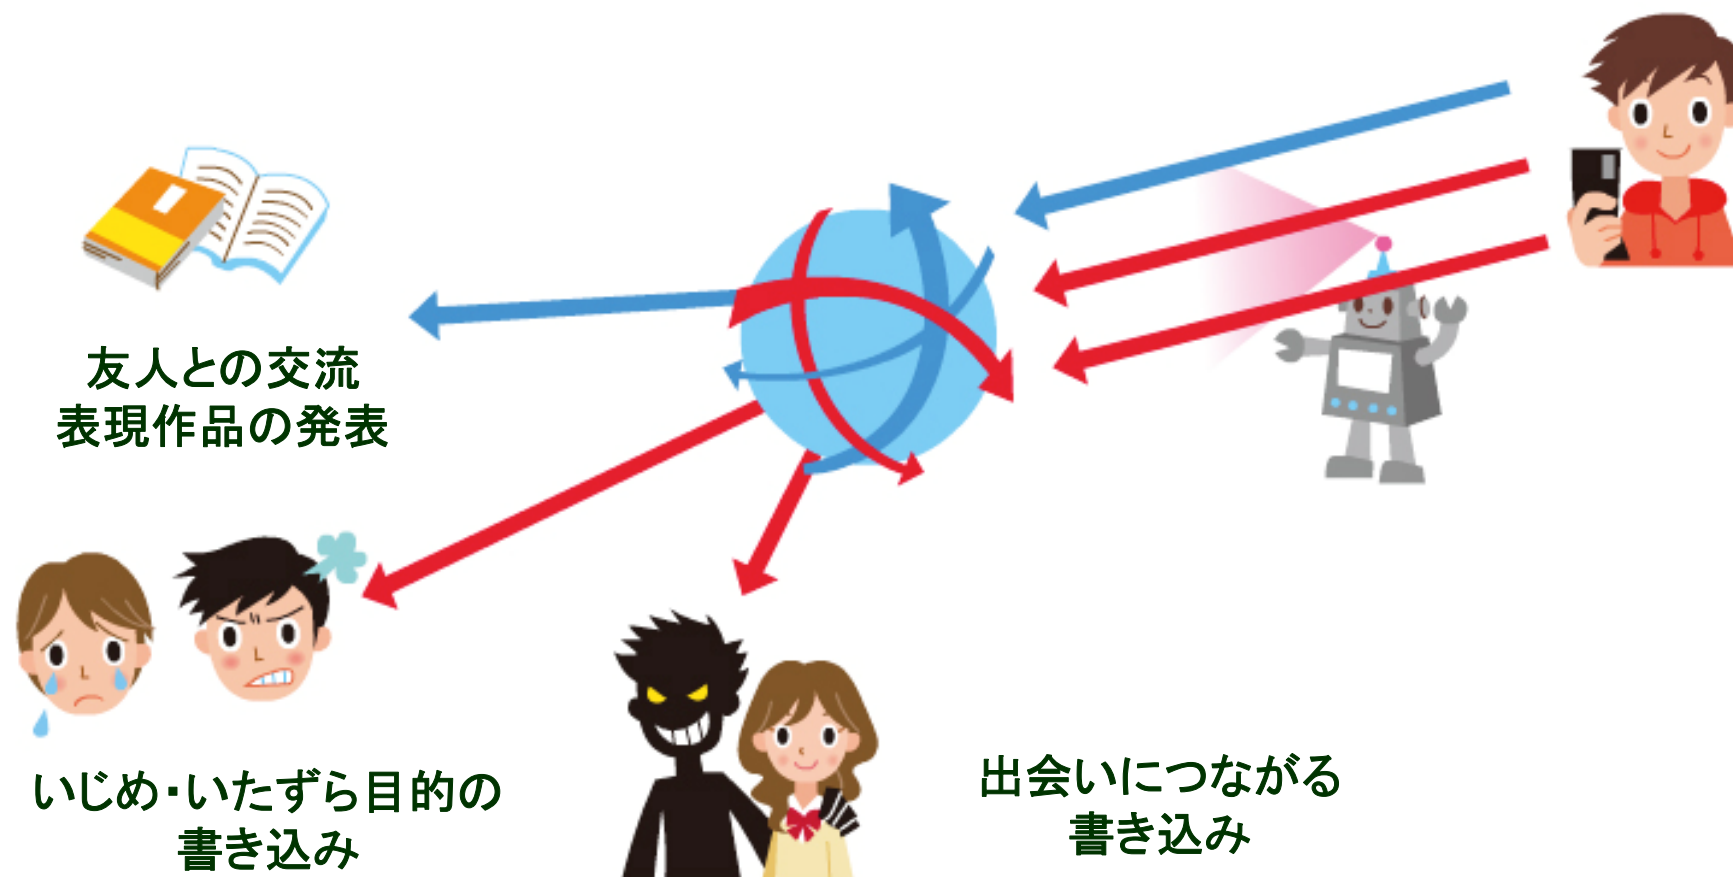 友人との交流
表現作品の発表
いじめ・いたずら目的の
書き込み
出会いにつながる
書き込み